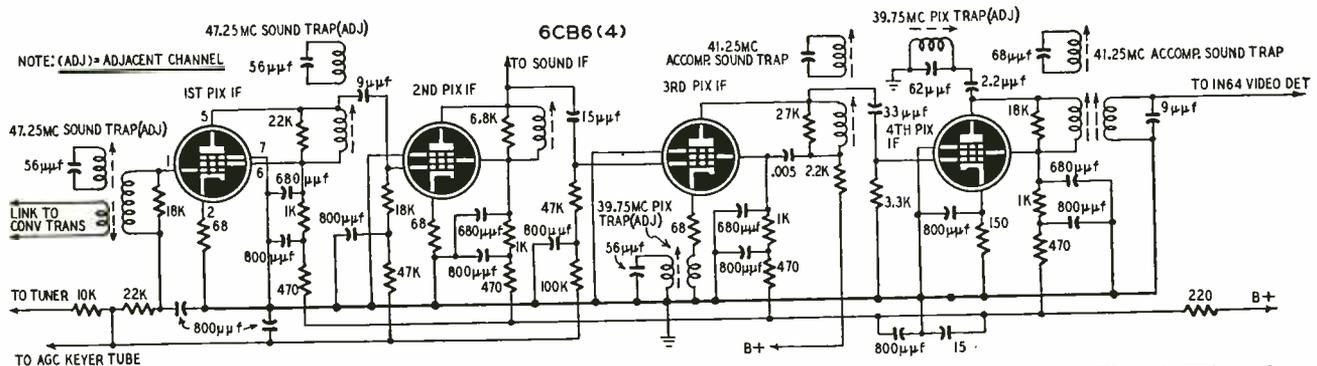 47.25MC SOUND TRAP(ADJ)
6CB6(4)
39.75MC PIX TRAP(ADJ)
NOTE: (ADJ)= ADJACENT CHANNEL
56μμf
9μμf
TO SOUND IF
41.25MC
ACCOMP. SOUND TRAP
68μμf
41.25MC ACCOMP. SOUND TRAP
62μμf
2.2μμf
TO IN64 VIDEO DET
1ST PIX IF
2ND PIX IF
3RD PIX IF
4TH PIX
IF
47.25MC SOUND TRAP(ADJ)
5
22K
6.8K
15μμf
27K
33μμf
18K
9μμf
56μμf
1
7
6
680μμf
.005
2.2K
680μμf
LINK TO
CONV TRANS
18K
2
68
1K
800μμf
18K
68
680μμf
1K
47K
39.75MC PIX
TRAP(ADJ)
68
1K
680μμf
3.3K
1K
800μμf
800μμf
800μμf
800μμf
56μμf
800μμf
800μμf
150
470
470
47K
470
100K
470
TO TUNER
10K
22K
800μμf
220
B+
TO AGC KEYER TUBE
B+
800μμf
15